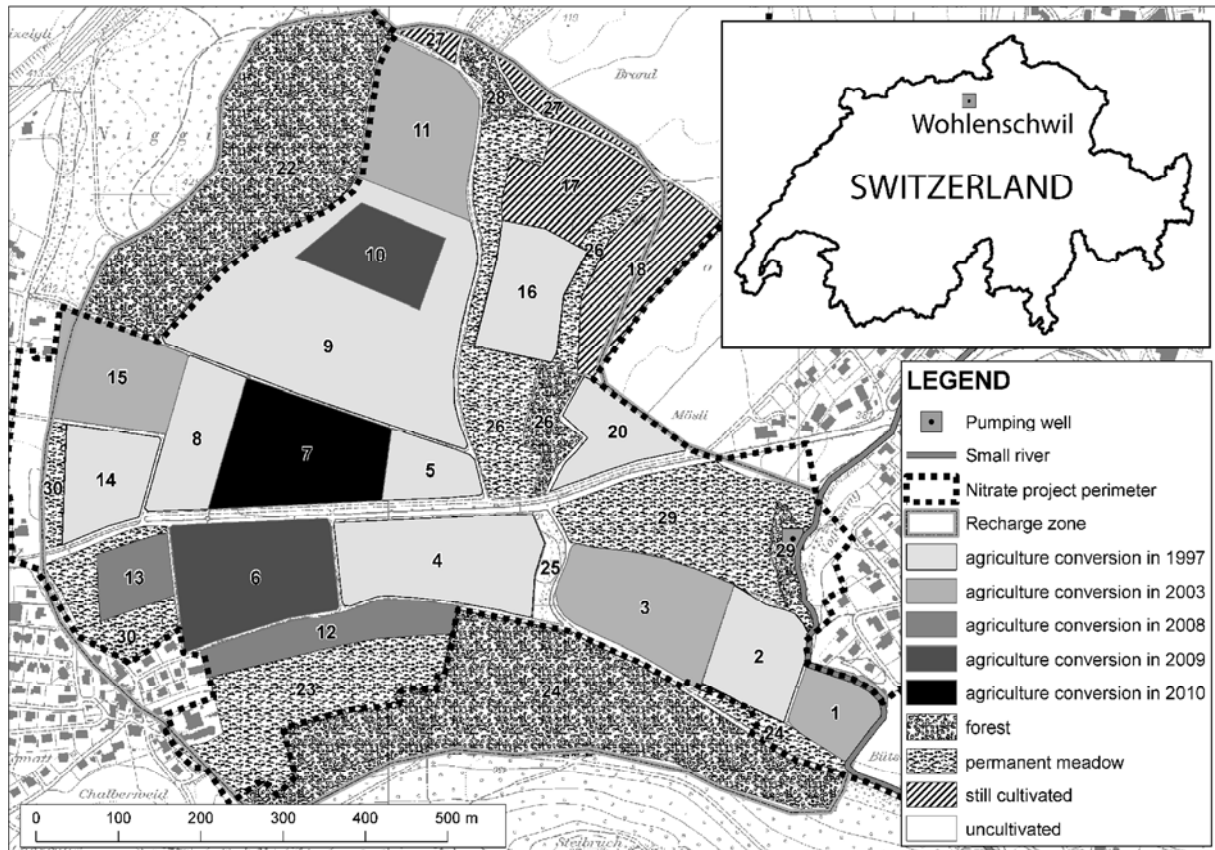 110
Brand
27
28
27
11
22
17
10
26
18
16
9
15
Mösli
20
8
26
26
7
5
14
30
29
29
4
25
13
6
3
30
12
2
23
24
1
24
Chalberweid
Steibruch
0 100 200 300 400 500 m
Wohlenschwil
SWITZERLAND
LEGEND
Pumping well
Small river
Nitrate project perimeter
Recharge zone
agriculture conversion in 1997
agriculture conversion in 2003
agriculture conversion in 2008
agriculture conversion in 2009
agriculture conversion in 2010
forest
permanent meadow
still cultivated
uncultivated